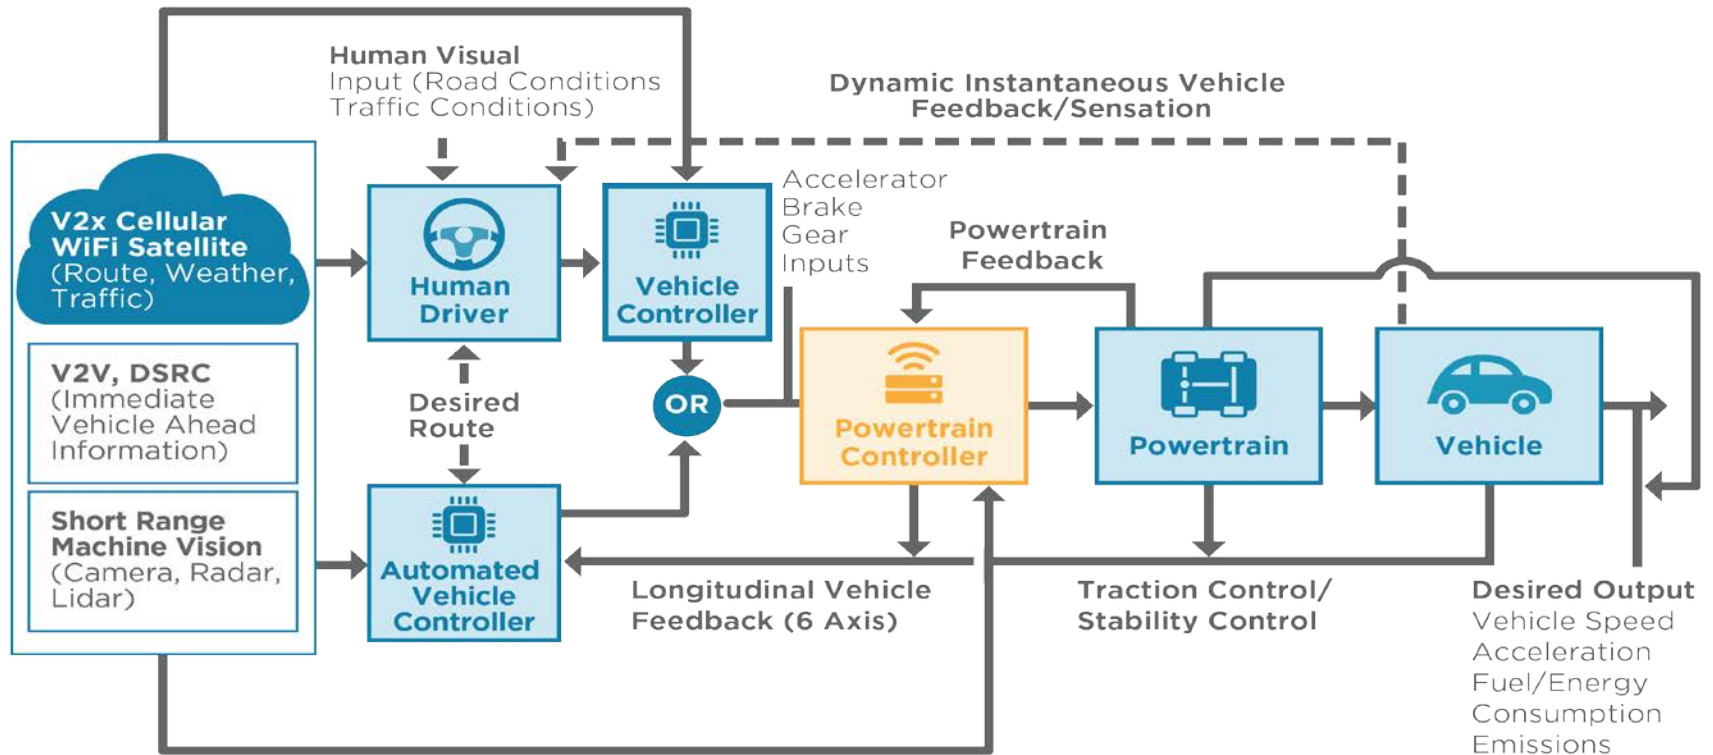 Human Visual
Input (Road Conditions
Traffic Conditions)
Dynamic Instantaneous Vehicle
Feedback/Sensation
V2x Cellular
WiFi Satellite
(Route, Weather,
Traffic)
V2V, DSRC
(Immediate
Vehicle Ahead
Information)
Short Range
Machine Vision
(Camera, Radar,
Lidar)
Human
Driver
Vehicle
Controller
Accelerator
Brake
Gear
Inputs
Powertrain
Feedback
Desired
Route
OR
Automated
Vehicle
Controller
Powertrain
Controller
Powertrain
Vehicle
Longitudinal Vehicle
Feedback (6 Axis)
Traction Control/
Stability Control
Desired Output
Vehicle Speed
Acceleration
Fuel/Energy
Consumption
Emissions